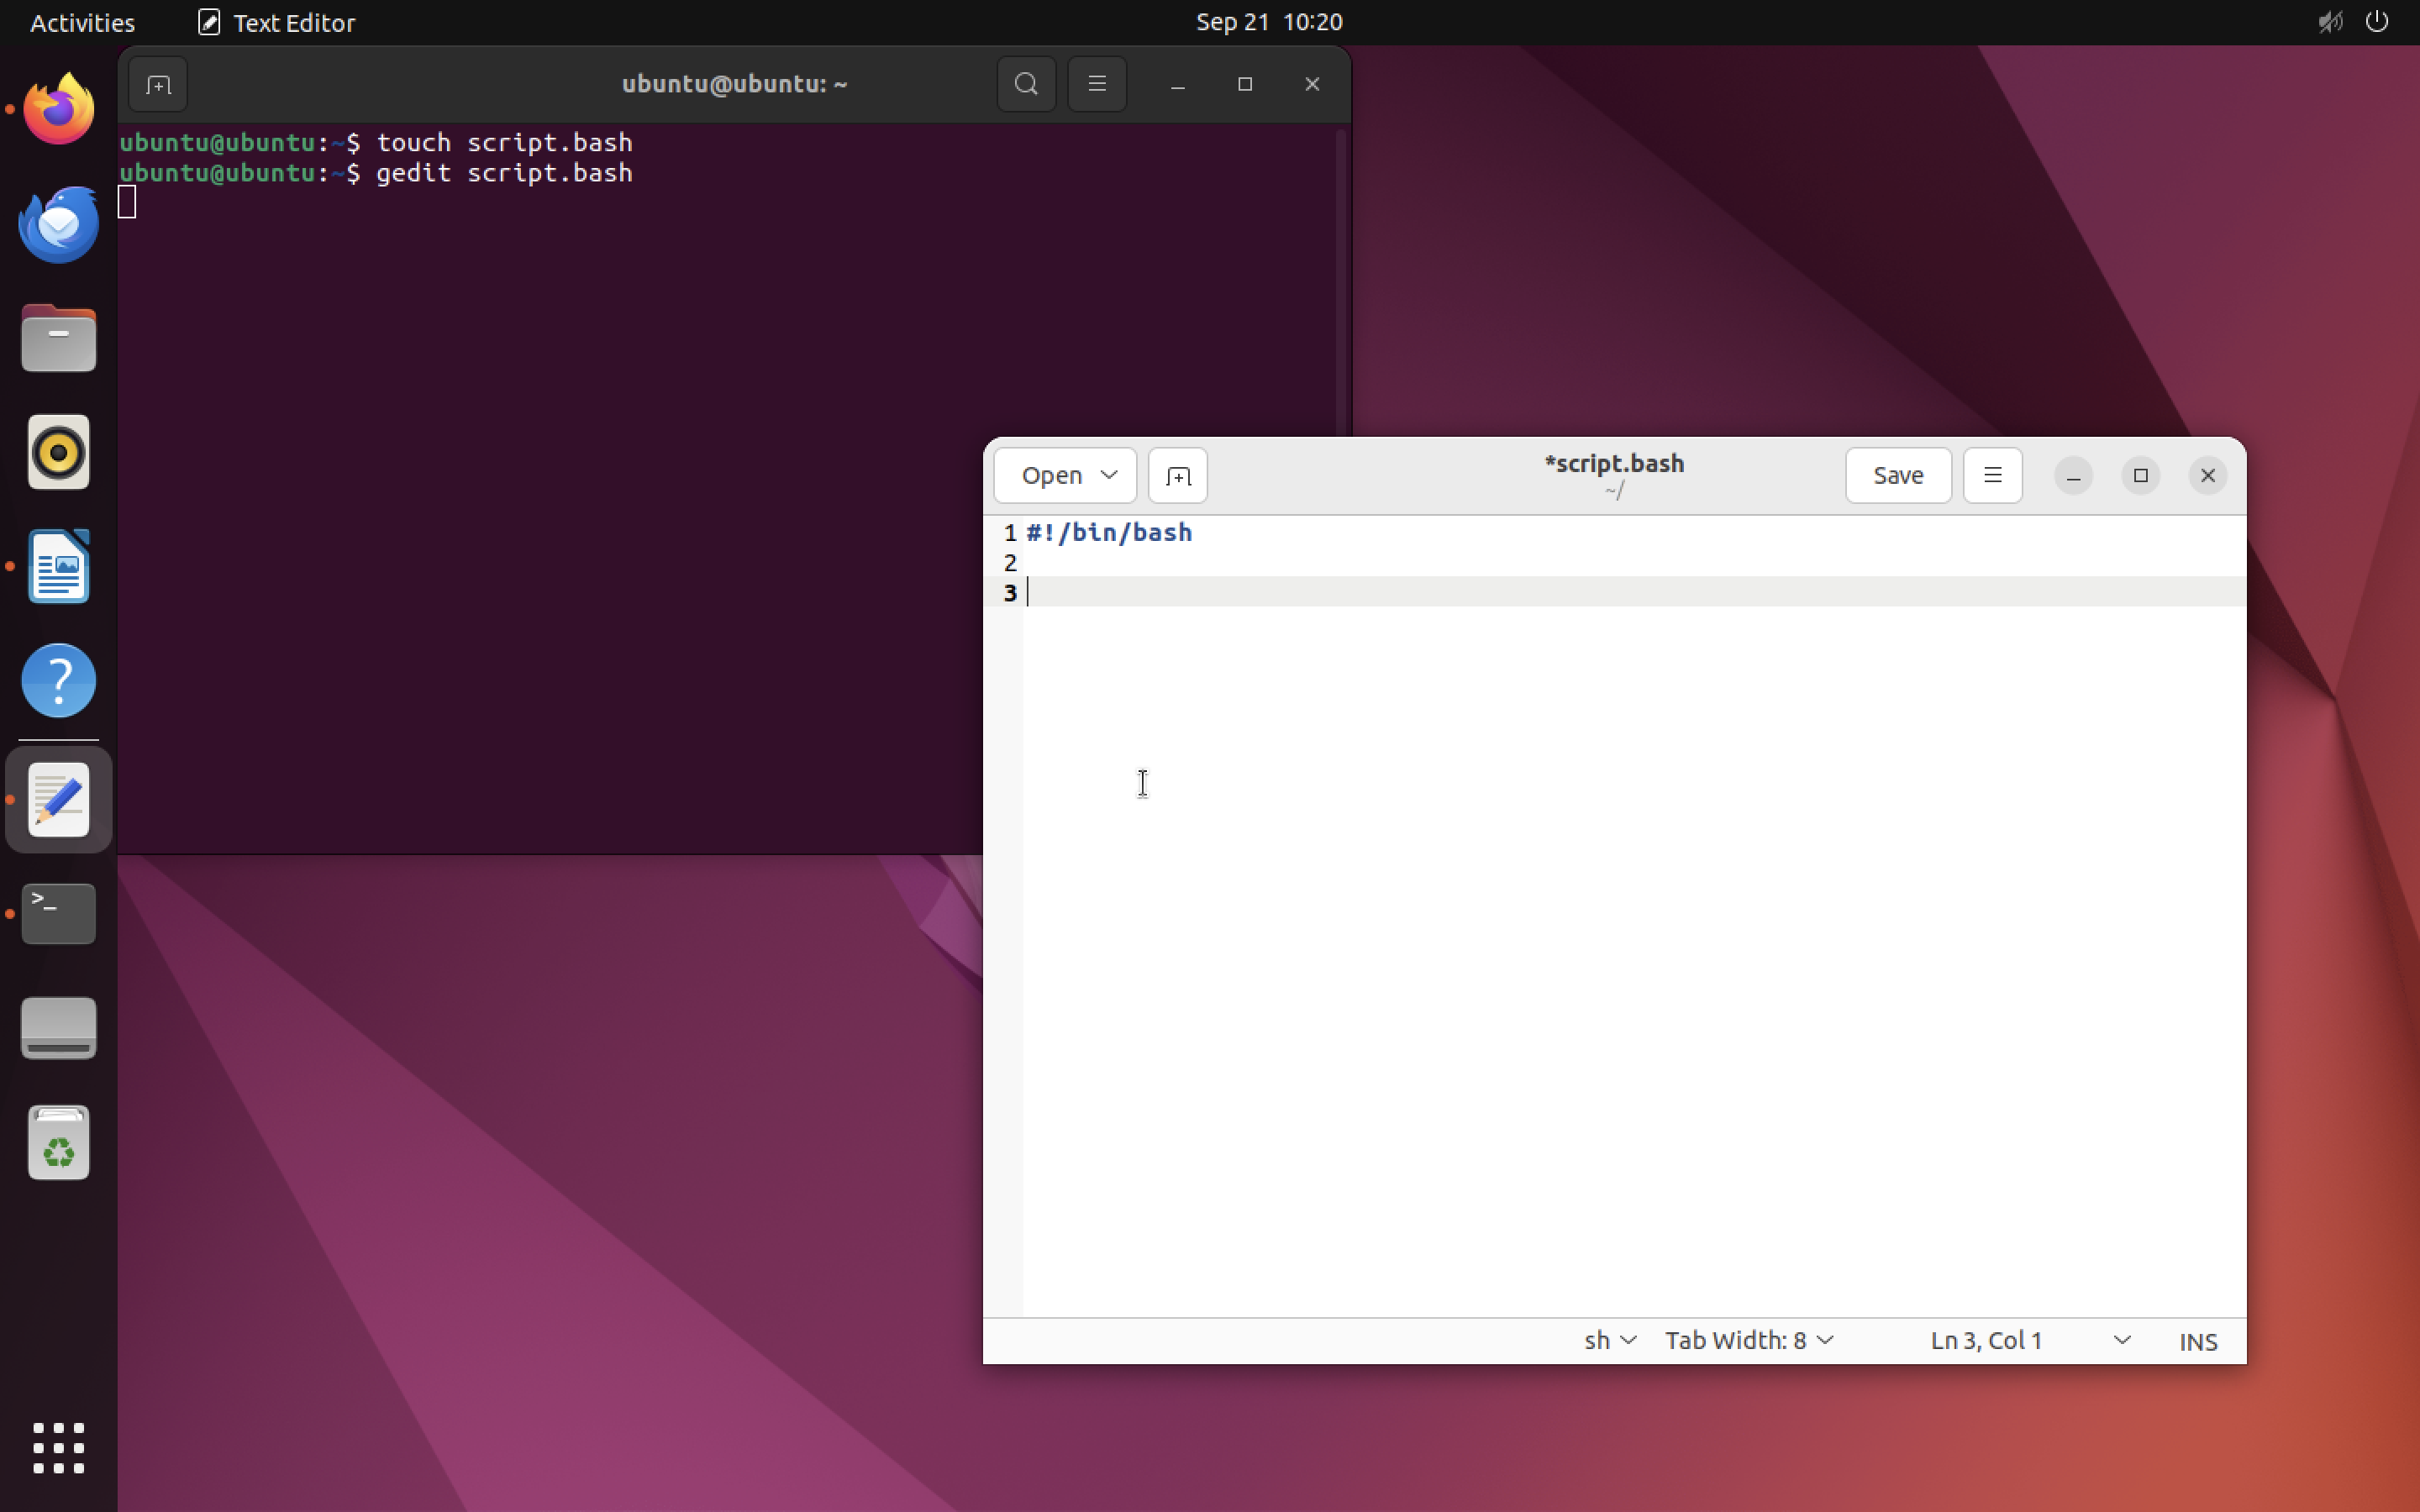 Activities Text Editor Sep 21 10:20
ubuntu@ubuntu: ~
ubuntu@ubuntu:~$ touch script.bash
ubuntu@ubuntu:~$ gedit script.bash
Open *script.bash Save
~/
1 #!/bin/bash
2
3
sh Tab Width: 8 Ln 3, Col 1 INS